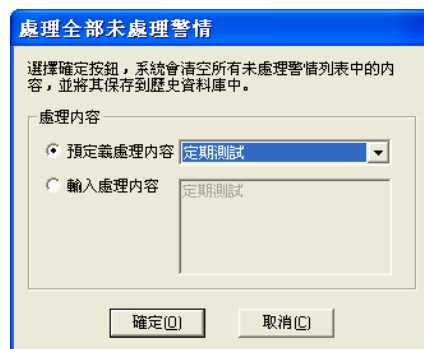 處理全部未處理警情
選擇確定按鈕，系統會清空所有未處理警情列表中的內
容，並將其保存到歷史資料庫中。
處理內容
預定義處理內容 定期測試
輸入處理內容 定期測試
確定(O) 取消(C)